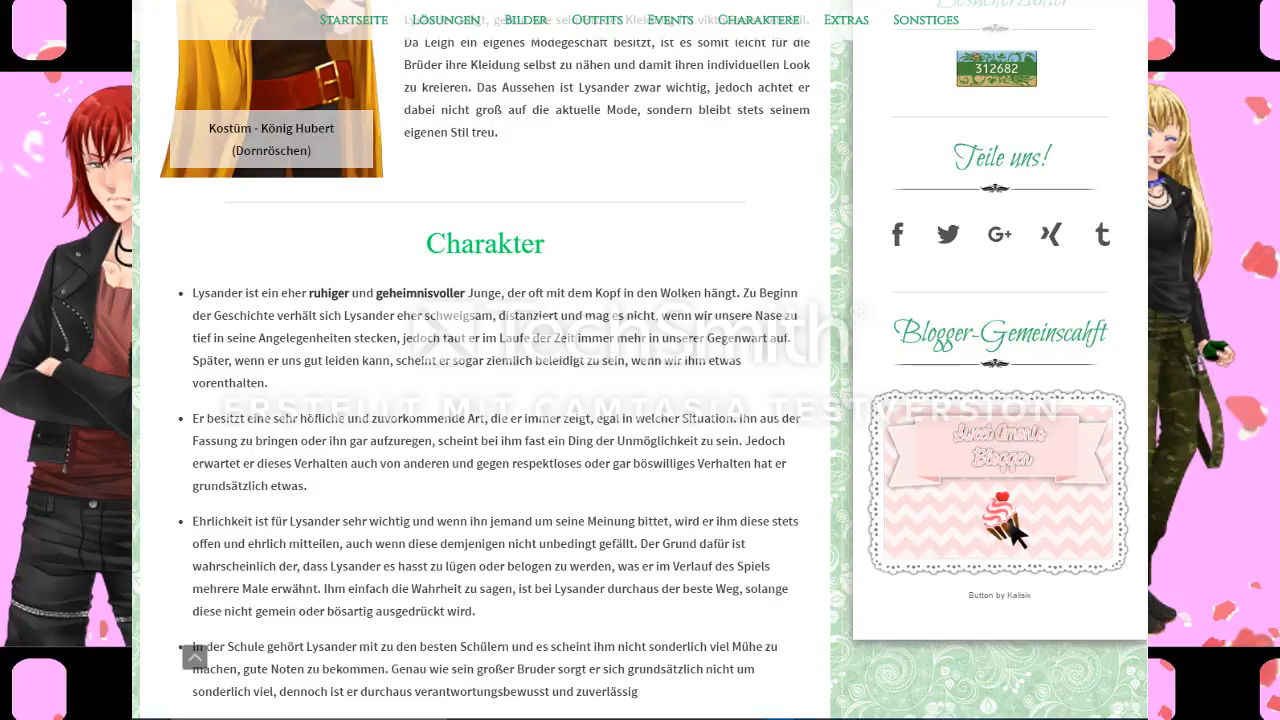 Startseite Lösungen Bilder Outfits Events Charaktere Extras Sonstiges
Da Leigh ein eigenes Modegeschäft besitzt, ist es somit leicht für die
Brüder ihre Kleidung selbst zu nähen und damit ihren individuellen Look
zu kreieren. Das Aussehen ist Lysander zwar wichtig, jedoch achtet er
dabei nicht groß auf die aktuelle Mode, sondern bleibt stets seinem
eigenen Stil treu.
Kostüm - König Hubert
(Dornröschen)
Charakter
Lysander ist ein eher ruhiger und geheimnisvoller Junge, der oft mit dem Kopf in den Wolken hängt. Zu Beginn
der Geschichte verhält sich Lysander eher schweigsam, distanziert und mag es nicht, wenn wir unsere Nase zu
tief in seine Angelegenheiten stecken, jedoch taut er im Laufe der Zeit immer mehr in unserer Gegenwart auf.
Später, wenn er uns gut leiden kann, scheint er sogar ziemlich beleidigt zu sein, wenn wir ihm etwas
vorenthalten.
Er besitzt eine sehr höfliche und zuvorkommende Art, die er immer zeigt, egal in welcher Situation. Ihn aus der
Fassung zu bringen oder ihn gar aufzuregen, scheint bei ihm fast ein Ding der Unmöglichkeit zu sein. Jedoch
erwartet er dieses Verhalten auch von anderen und gegen respektloses oder gar böswilliges Verhalten hat er
grundsätzlich etwas.
Ehrlichkeit ist für Lysander sehr wichtig und wenn ihn jemand um seine Meinung bittet, wird er ihm diese stets
offen und ehrlich mitteilen, auch wenn diese demjenigen nicht unbedingt gefällt. Der Grund dafür ist
wahrscheinlich der, dass Lysander es hasst zu lügen oder belogen zu werden, was er im Verlauf des Spiels
mehrere Male erwähnt. Ihm einfach die Wahrheit zu sagen, ist bei Lysander durchaus der beste Weg, solange
diese nicht gemein oder bösartig ausgedrückt wird.
In der Schule gehört Lysander mit zu den besten Schülern und es scheint ihm nicht sonderlich viel Mühe zu
machen, gute Noten zu bekommen. Genau wie sein großer Bruder sorgt er sich grundsätzlich nicht um
sonderlich viel, dennoch ist er durchaus verantwortungsbewusst und zuverlässig
TechSmith
ERSTELLT MIT CAMTASIA TESTVERSION
Besucherzähler
312682
Teile uns!
Blogger-Gemeinscahft
Sweet Amoris
Blogger
Button by Kalisix